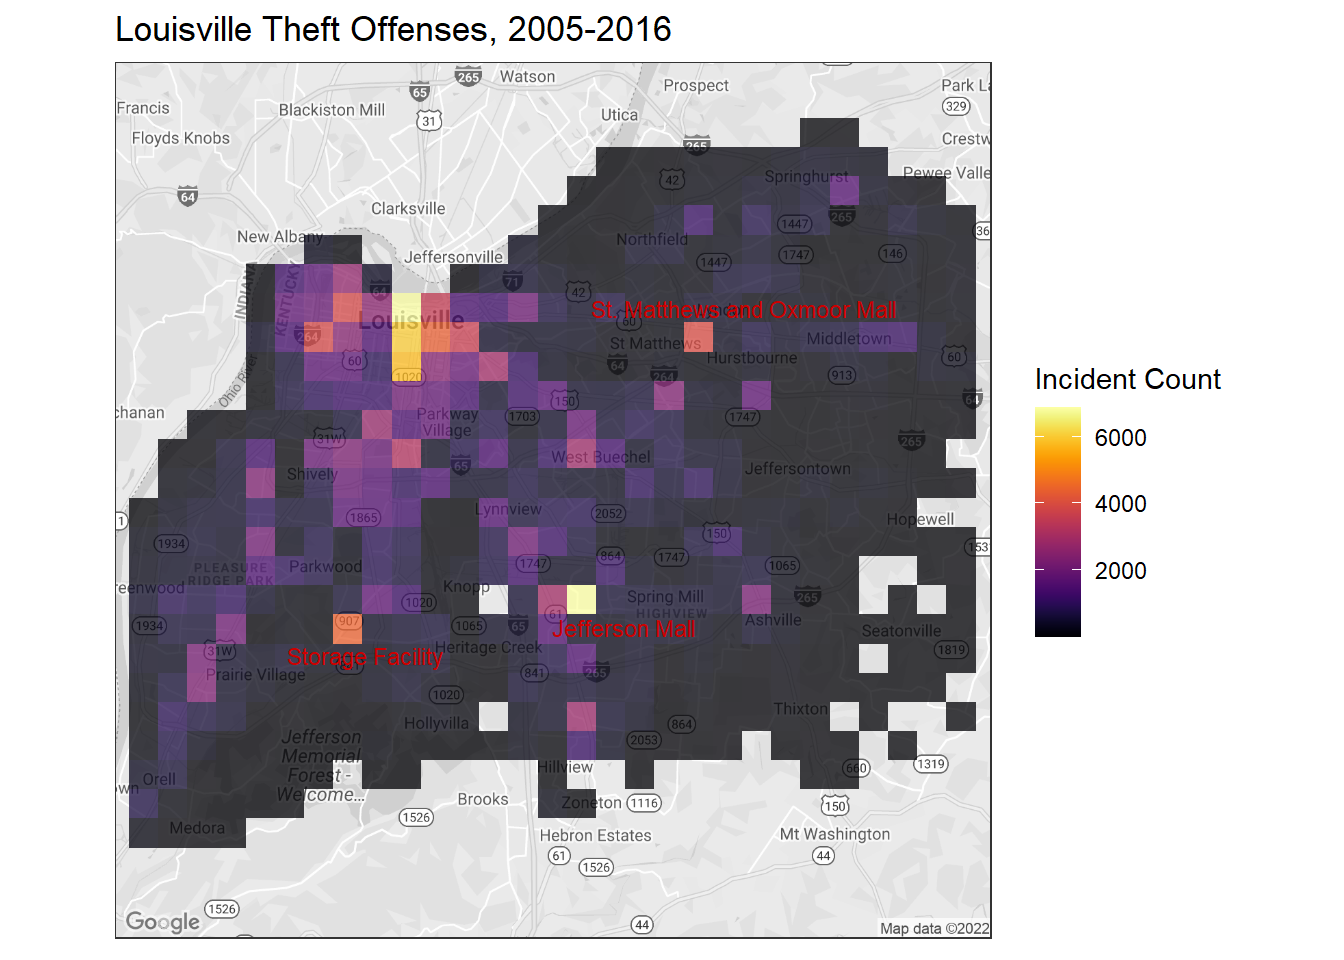 Louisville Theft Offenses, 2005-2016
265
Watson
65
Prospect
Park La
Francis
Blackiston Mill
31
Utica
329
Floyds Knobs
265
Crestw
42
Springhurst
Pewee Valle
64
Clarksville
265
1447
36
New Albany
Northfield
Jeffersonville
1447
1747
146
INDIANA
KENTUCKY
64
71
42
St. Matthews and Oxmoor Mall
Louisville
60
264
St Matthews
Middletown
60
1020
Hurstbourne
60
Ohio River
64
264
913
64
chanan
150
Parkway
Village
1703
1747
31W
265
West Buechel
Shively
65
Jeffersontown
1
1865
Lynnview
2052
Hopewell
1934
150
1531
PLEASURE
RIDGE PARK
Parkwood
1747
864
1747
1065
reenwood
Knopp
1020
Spring Mill
265
HIGHVIEW
61
1934
907
1065
65
Jefferson Mall
Ashville
Seatonville
31W
Storage Facility
Heritage Creek
1819
Prairie Village
841
265
1020
Hollyvilla
Thixton
864
2053
Jefferson
Memorial
Forest -
Welcome...
Orell
own
Hillview
660
1319
Brooks
Zoneton
1116
150
1526
Medora
Hebron Estates
Mt Washington
61
1526
44
1526
44
Google
Map data ©2022
Incident Count
6000
4000
2000